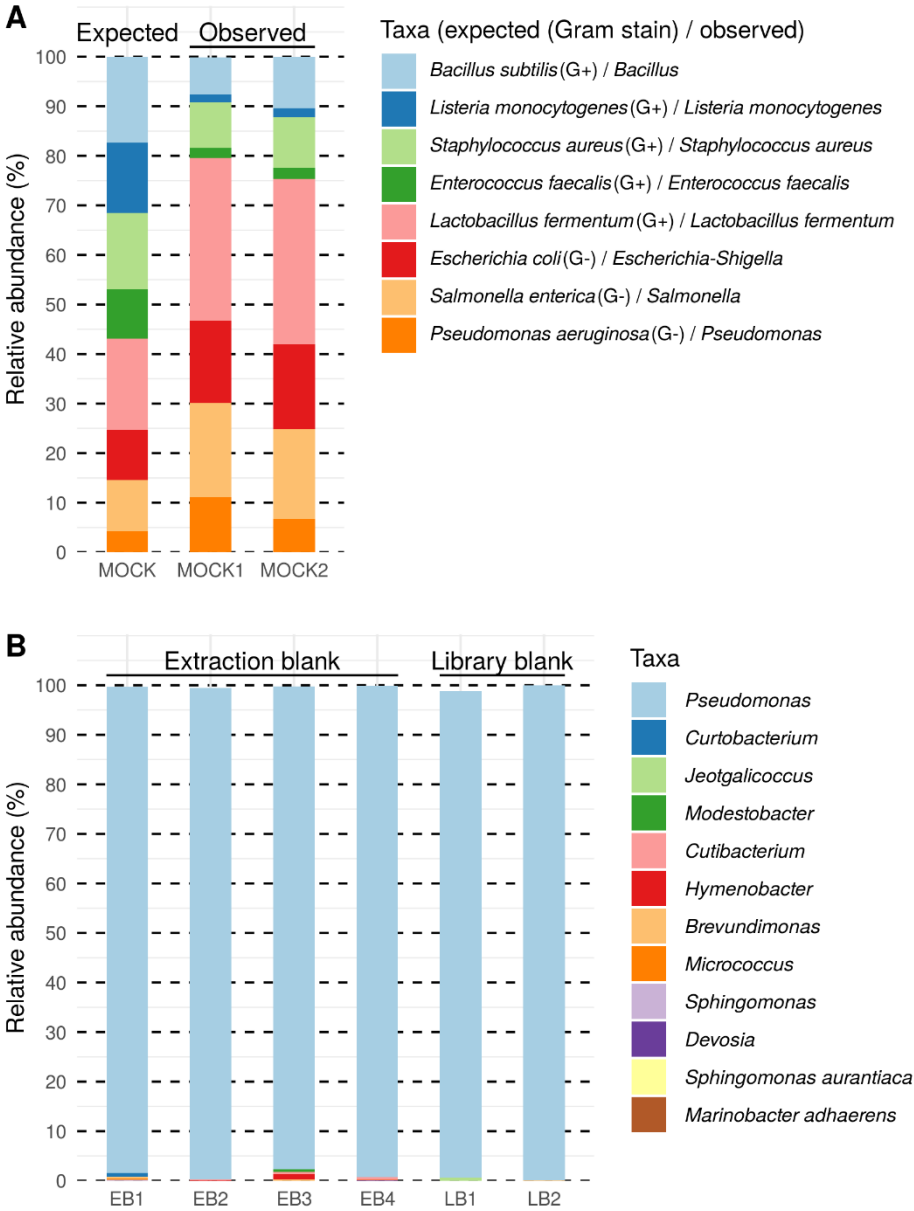 A
Expected Observed
Taxa (expected (Gram stain) / observed)
Relative abundance (%)
100
90
80
70
60
50
40
30
20
10
0
MOCK MOCK1 MOCK2
Bacillus subtilis(G+) / Bacillus
Listeria monocytogenes(G+) / Listeria monocytogenes
Staphylococcus aureus(G+) / Staphylococcus aureus
Enterococcus faecalis(G+) / Enterococcus faecalis
Lactobacillus fermentum(G+) / Lactobacillus fermentum
Escherichia coli(G-) / Escherichia-Shigella
Salmonella enterica(G-) / Salmonella
Pseudomonas aeruginosa(G-) / Pseudomonas
B
Extraction blank Library blank
Taxa
Relative abundance (%)
100
90
80
70
60
50
40
30
20
10
0
EB1 EB2 EB3 EB4 LB1 LB2
Pseudomonas
Curtobacterium
Jeotgalicoccus
Modestobacter
Cutibacterium
Hymenobacter
Brevundimonas
Micrococcus
Sphingomonas
Devosia
Sphingomonas aurantiaca
Marinobacter adhaerens